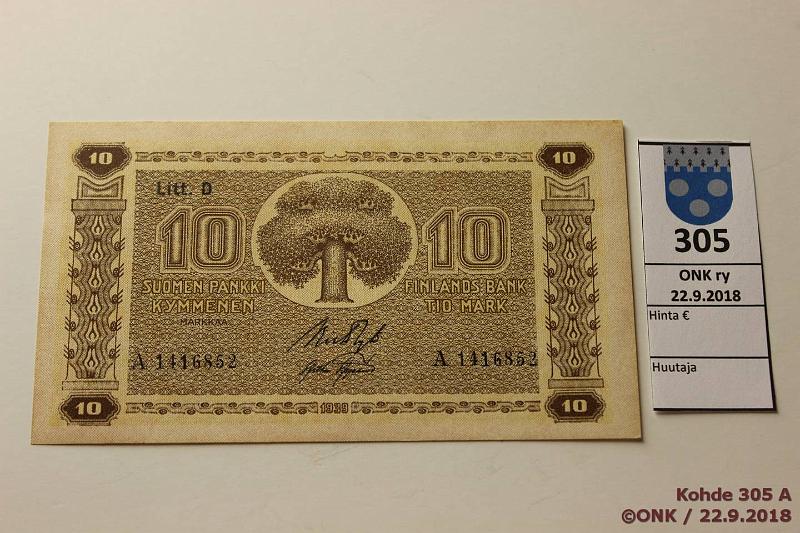 10 10
Litt. D
10 10
SUOMEN PANKKI FINLANDS BANK
KYMMENEN TIO MARK
MARKKAA
A 1416852 A 1416852
10 1939 10
305
ONK ry
22.9.2018
Hinta €
Huutaja
Kohde 305 A
©ONK / 22.9.2018